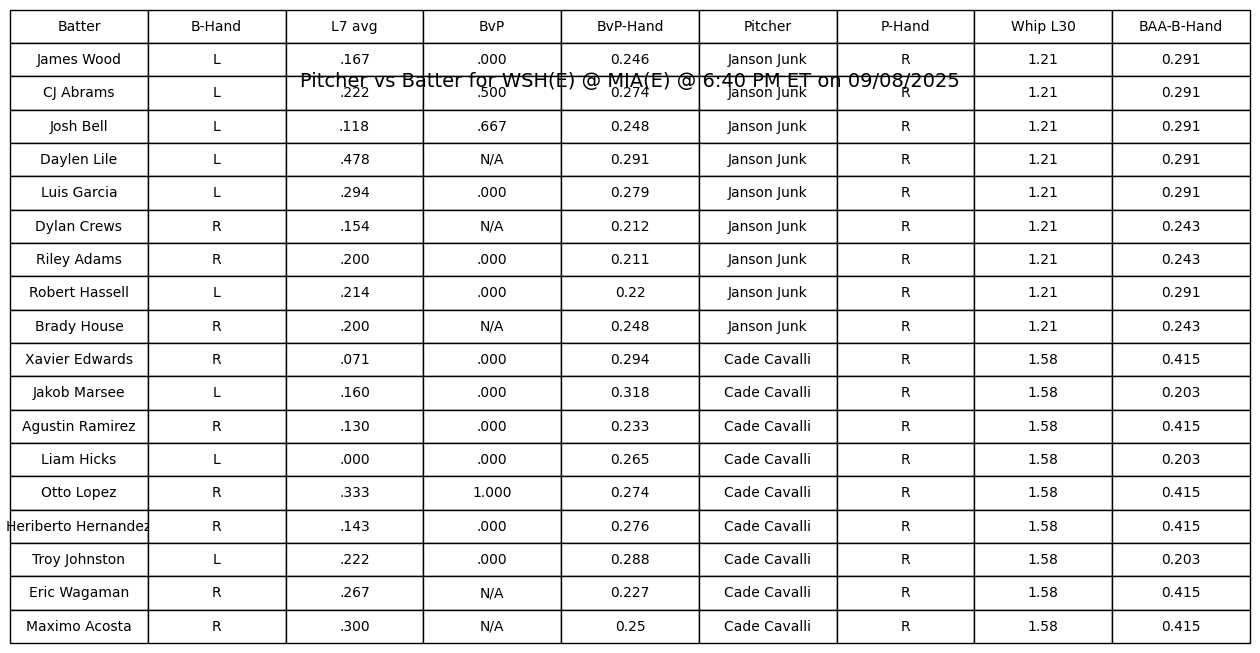 Batter B-Hand L7 avg BvP BvP-Hand Pitcher P-Hand Whip L30 BAA-B-Hand
James Wood L .167 .000 0.246 Janson Junk R 1.21 0.291
Pitcher vs Batter for WSH(E) @ MIA(E) @ 6:40 PM ET on 09/08/2025
CJ Abrams L .222 .500 0.274 Janson Junk R 1.21 0.291
Josh Bell L .118 .667 0.248 Janson Junk R 1.21 0.291
Daylen Lile L .478 N/A 0.291 Janson Junk R 1.21 0.291
Luis Garcia L .294 .000 0.279 Janson Junk R 1.21 0.291
Dylan Crews R .154 N/A 0.212 Janson Junk R 1.21 0.243
Riley Adams R .200 .000 0.211 Janson Junk R 1.21 0.243
Robert Hassell L .214 .000 0.22 Janson Junk R 1.21 0.291
Brady House R .200 N/A 0.248 Janson Junk R 1.21 0.243
Xavier Edwards R .071 .000 0.294 Cade Cavalli R 1.58 0.415
Jakob Marsee L .160 .000 0.318 Cade Cavalli R 1.58 0.203
Agustin Ramirez R .130 .000 0.233 Cade Cavalli R 1.58 0.415
Liam Hicks L .000 .000 0.265 Cade Cavalli R 1.58 0.203
Otto Lopez R .333 1.000 0.274 Cade Cavalli R 1.58 0.415
Heriberto Hernandez R .143 .000 0.276 Cade Cavalli R 1.58 0.415
Troy Johnston L .222 .000 0.288 Cade Cavalli R 1.58 0.203
Eric Wagaman R .267 N/A 0.227 Cade Cavalli R 1.58 0.415
Maximo Acosta R .300 N/A 0.25 Cade Cavalli R 1.58 0.415